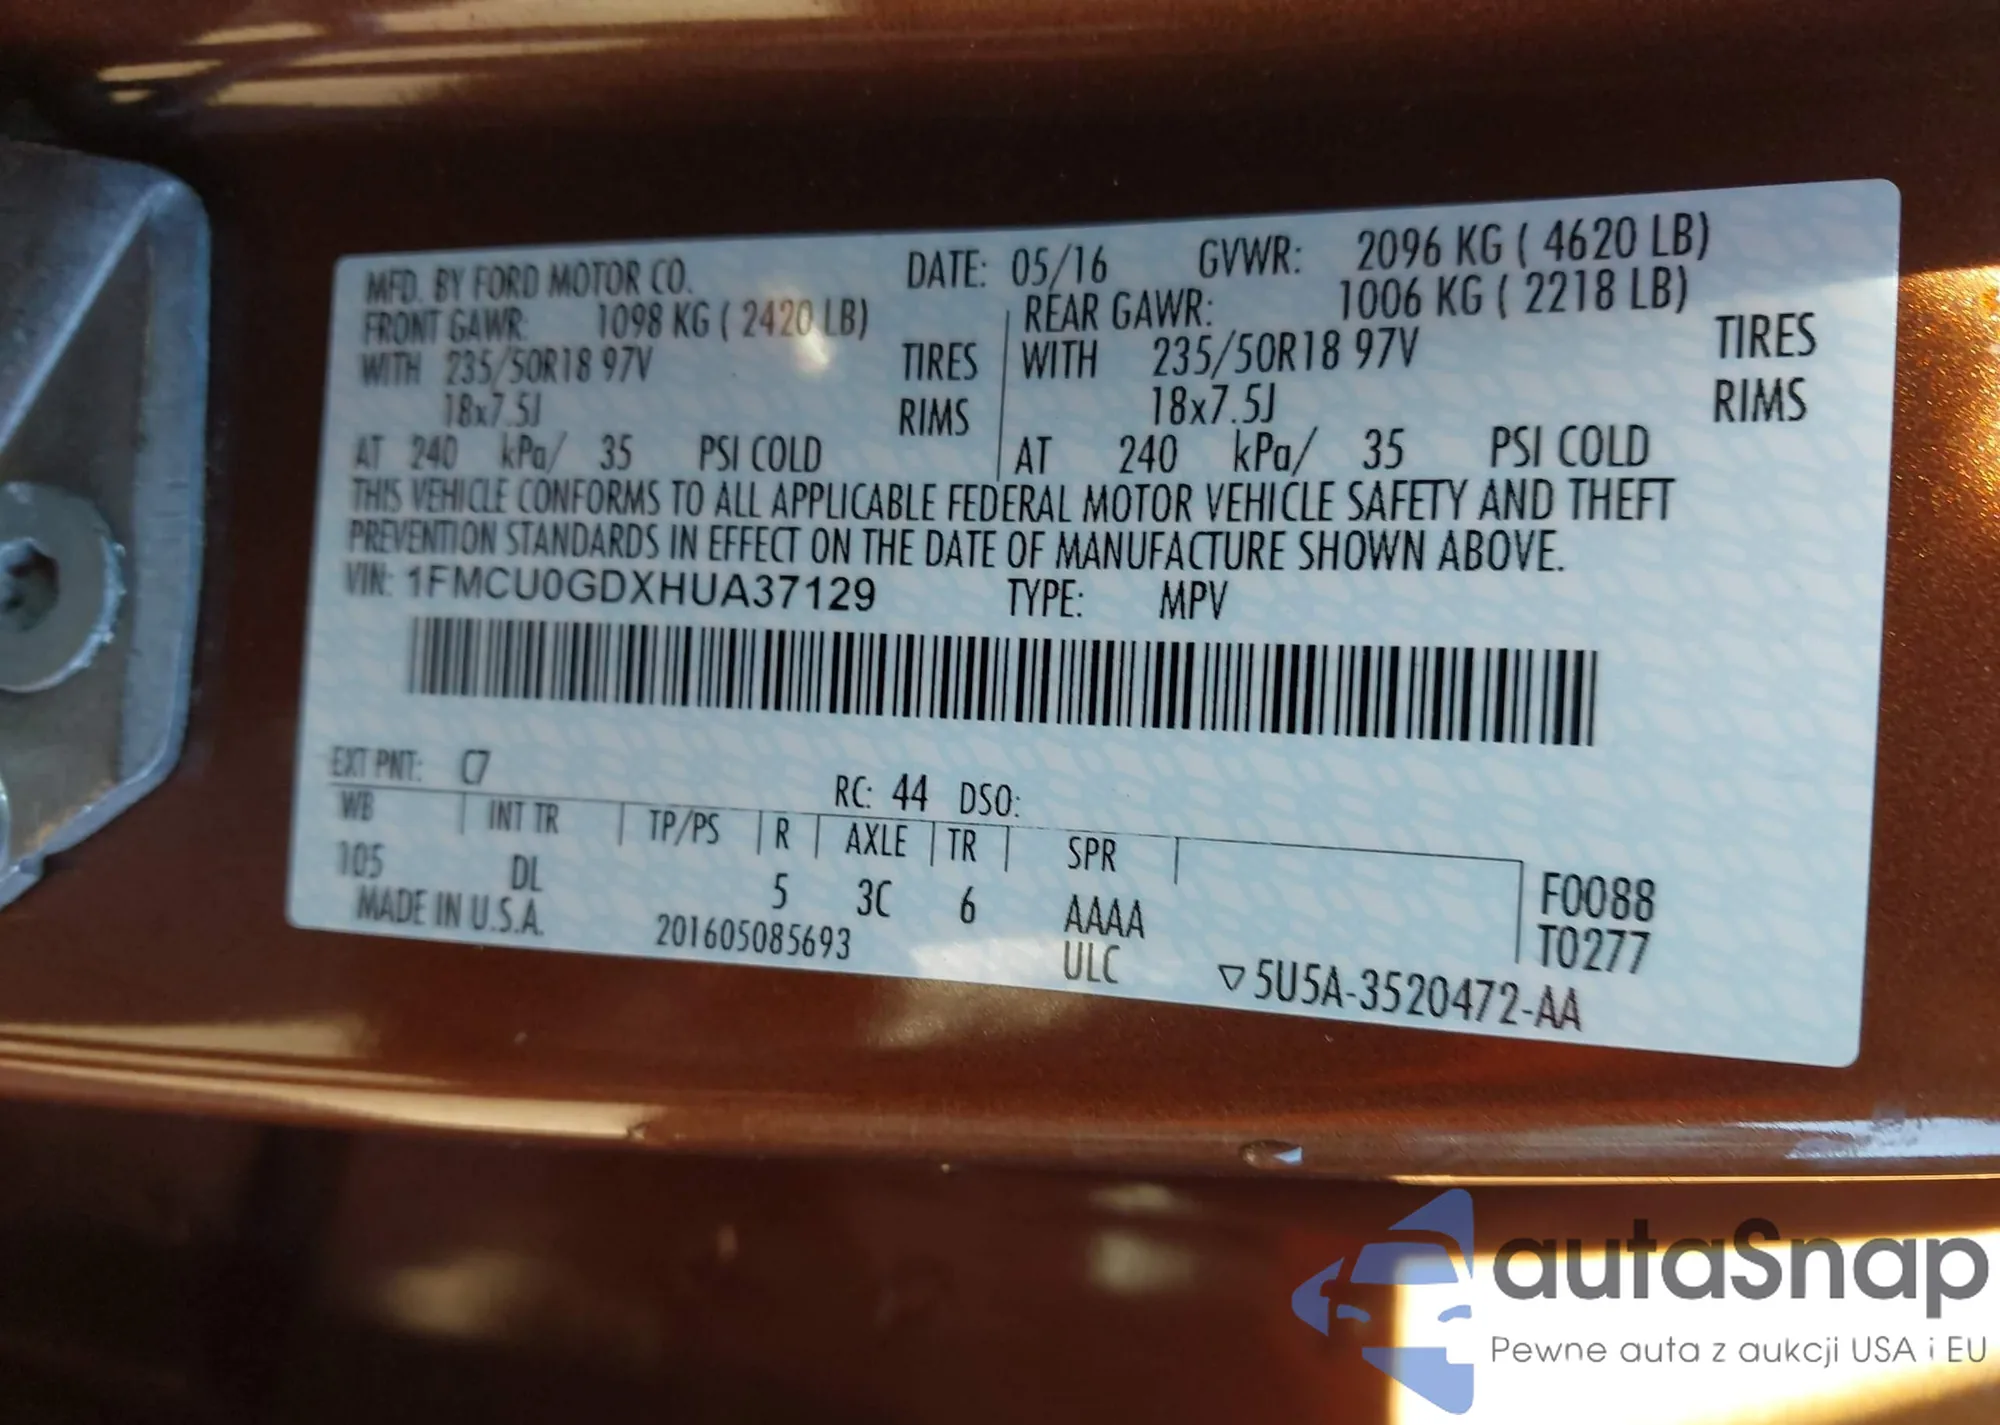 MFD. BY FORD MOTOR CO. DATE: 05/16 GVWR: 2096 KG ( 4620 LB)
FRONT GAWR: 1098 KG ( 2420 LB) REAR GAWR: 1006 KG ( 2218 LB)
WITH 235/50R18 97V TIRES WITH 235/50R18 97V TIRES
18x7.5J RIMS 18x7.5J RIMS
AT 240 kPa/ 35 PSI COLD AT 240 kPa/ 35 PSI COLD
THIS VEHICLE CONFORMS TO ALL APPLICABLE FEDERAL MOTOR VEHICLE SAFETY AND THEFT
PREVENTION STANDARDS IN EFFECT ON THE DATE OF MANUFACTURE SHOWN ABOVE.
VIN: 1FMCU0GDXHUA37129 TYPE: MPV
EXT PNT: C7 RC: 44 DSO:
WB INT TR TP/PS R AXLE TR SPR
105 DL 5 3C 6 AAAA F0088
MADE IN U.S.A. 201605085693 ULC T0277
▽5U5A-3520472-AA
autaSnap
Pewne auta z aukcji USA i EU